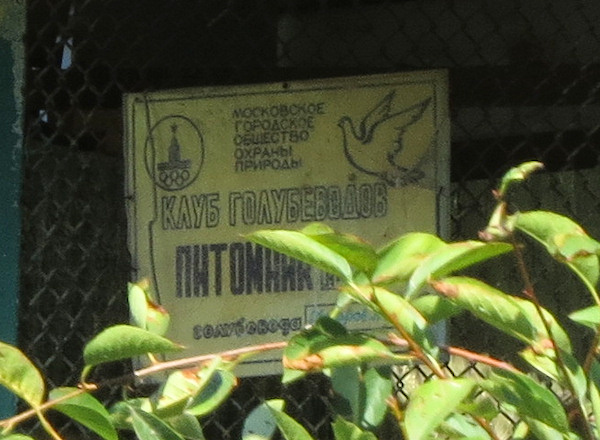 МОСКОВСКОЕ
ГОРОДСКОЕ
ОБЩЕСТВО
ОХРАНЫ
ПРИРОДЫ
КЛУБ ГОЛУБЕВОДОВ
ПИТОМНИК
голубевода